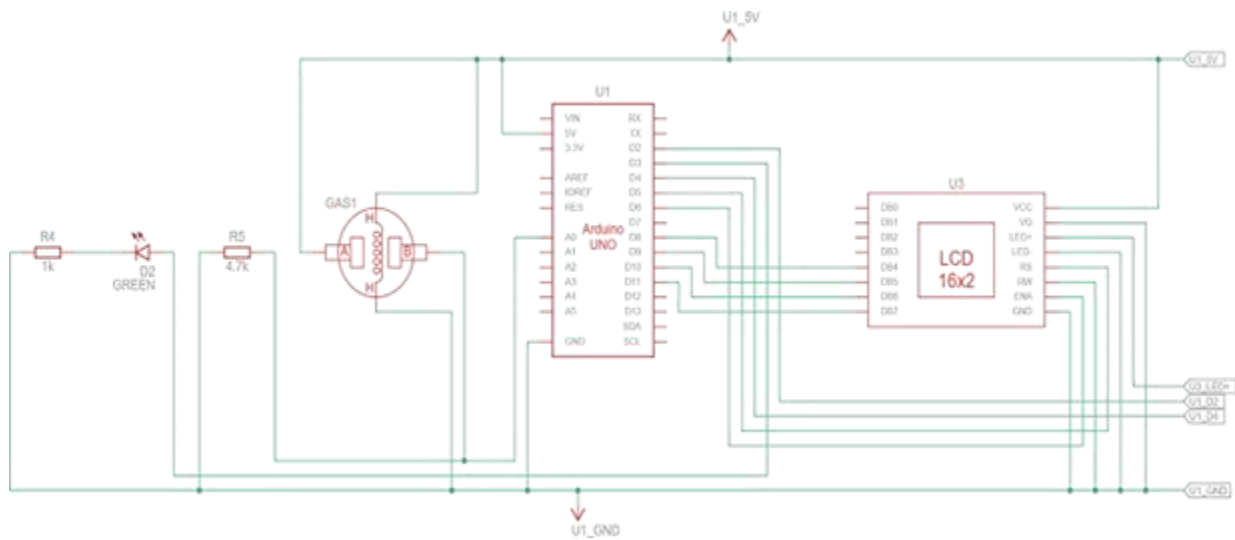 U1_5V
U1_5V
U1
VIN
5V
3.3V
AREF
IOREF
RES
A0
A1
A2
A3
A4
A5
GND
Arduino
UNO
RX
TX
D2
D3
D4
D5
D6
D7
D8
D9
D10
D11
D12
D13
SDA
SCL
GAS1
H
A
B
H
R4
1k
D2
GREEN
R5
4.7k
U3
DB0
DB1
DB2
DB3
DB4
DB5
DB6
DB7
LCD
16x2
VCC
VO
LED+
LED-
RS
RW
ENA
GND
U3_LED+
U1_D2
U1_D4
U1_GND
U1_GND